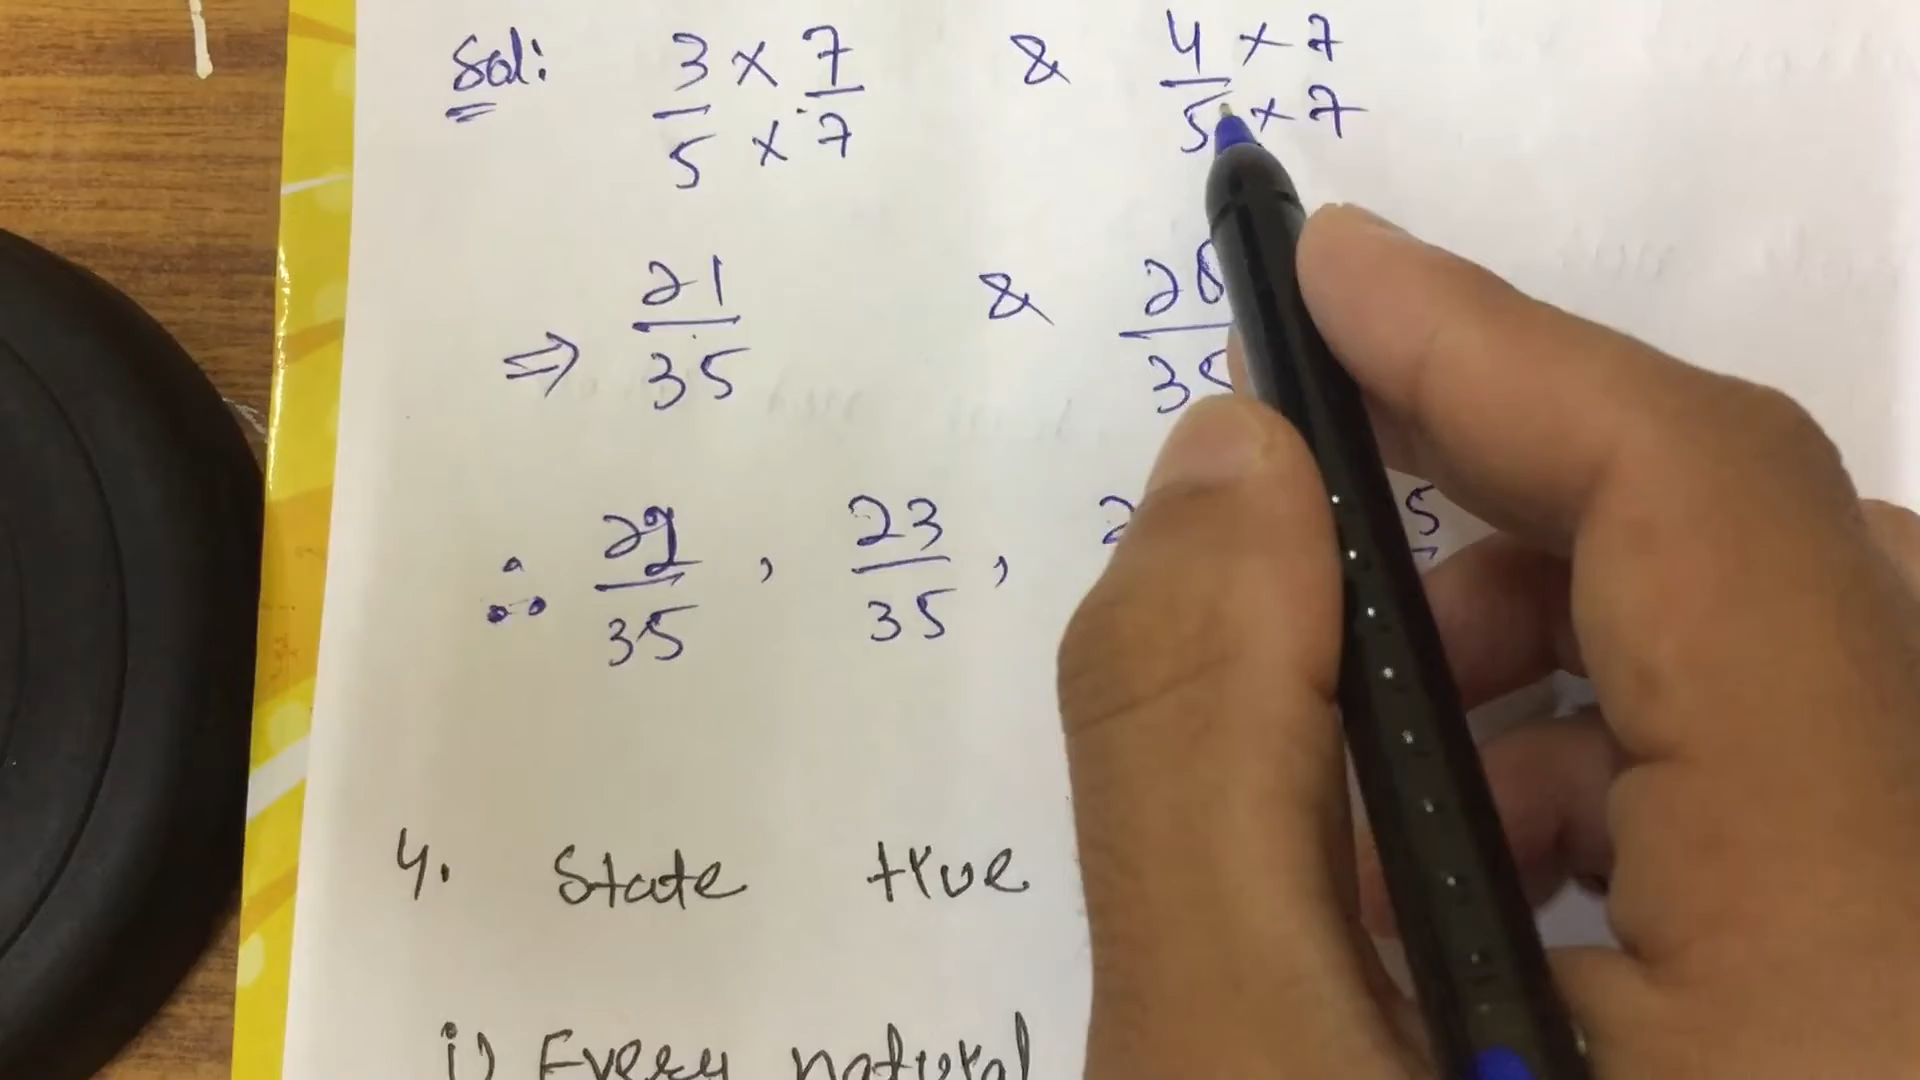 Sol: 3/5 × 7/7 & 4/5 × 7/7
⇒ 21/35 & 28/35
∴ 22/35 , 23/35 ,
4. State true
i) Every natural